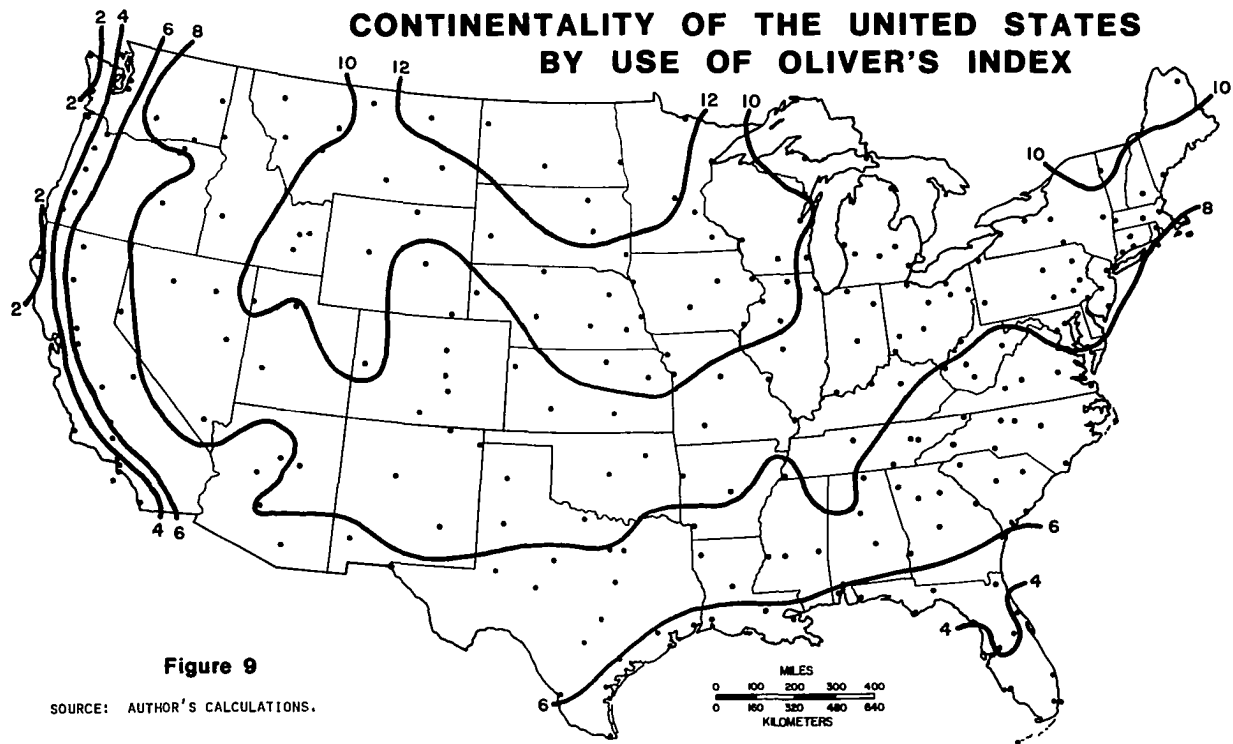 CONTINENTALITY OF THE UNITED STATES
BY USE OF OLIVER'S INDEX
2 4 6 8
10 12
12 10
10
10
2
2
8
2
4 6
6
4
4
6
Figure 9
SOURCE: AUTHOR'S CALCULATIONS.
MILES
0 100 200 300 400
0 160 320 480 640
KILOMETERS